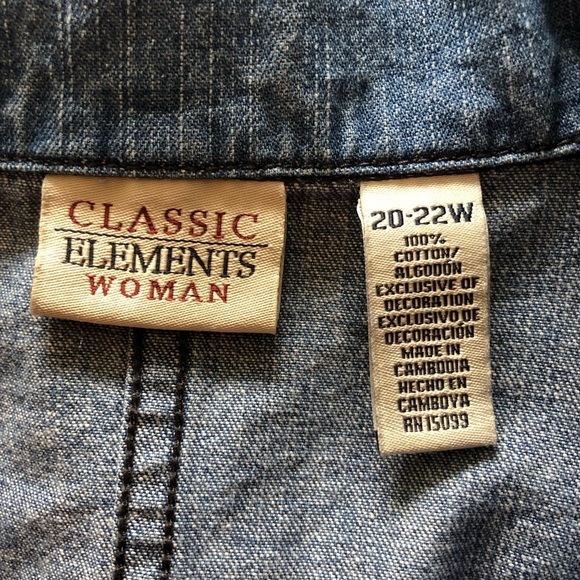 CLASSIC
ELEMENTS
WOMAN
20-22W
100%
COTTON/
ALGODÓN
EXCLUSIVE OF
DECORATION
EXCLUSIVO DE
DECORACIÓN
MADE IN
CAMBODIA
HECHO EN
CAMBOYA
RN 15099